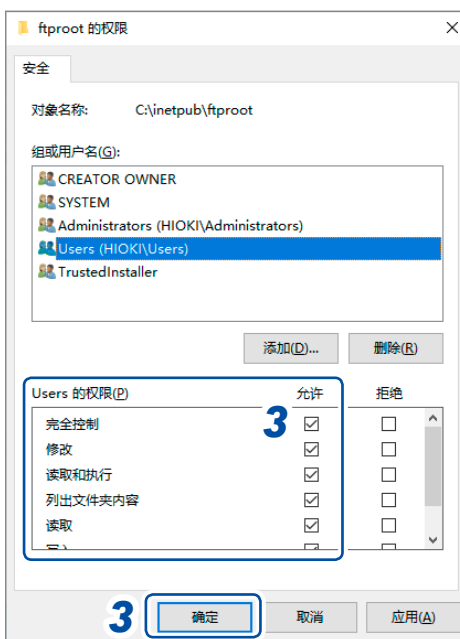 ftproot 的权限
安全
对象名称: C:\inetpub\ftproot
组或用户名(G):
CREATOR OWNER
SYSTEM
Administrators (HIOKI\Administrators)
Users (HIOKI\Users)
TrustedInstaller
添加(D)... 删除(R)
Users 的权限(P) 允许 拒绝
完全控制 3
修改
读取和执行
列出文件夹内容
读取
写入
3 确定 取消 应用(A)